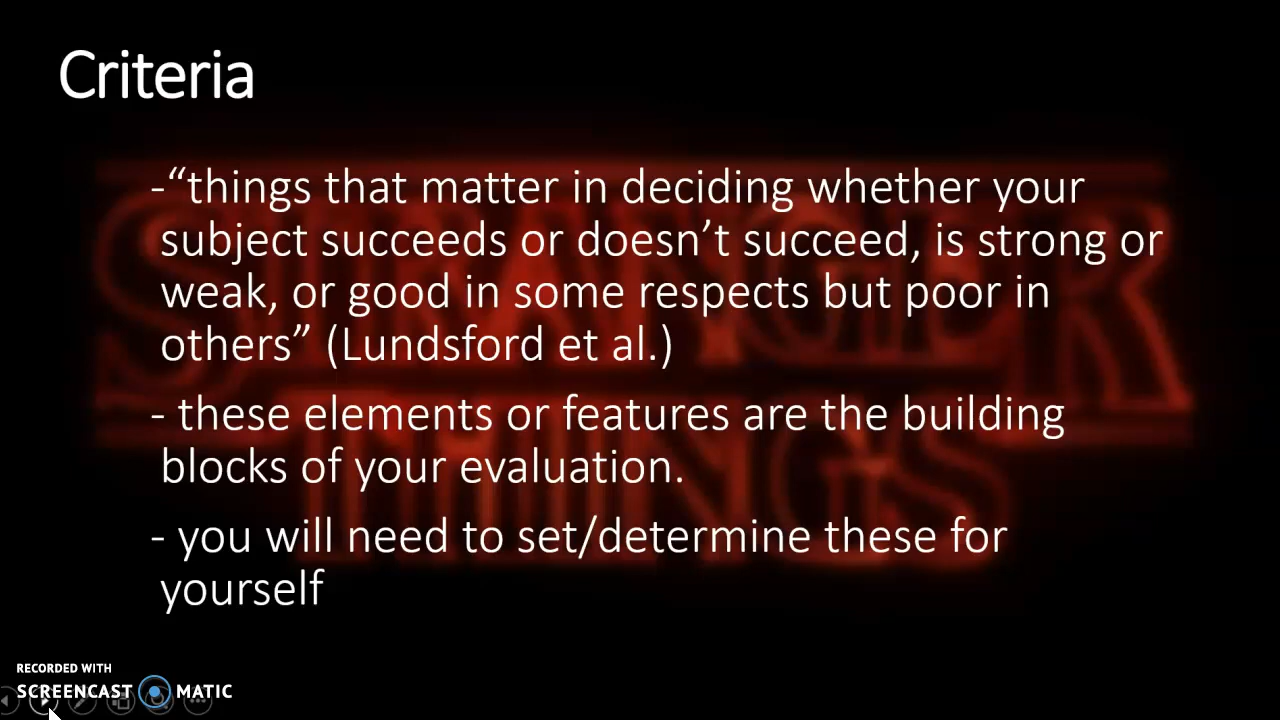 Criteria
-“things that matter in deciding whether your
subject succeeds or doesn’t succeed, is strong or
weak, or good in some respects but poor in
others” (Lundsford et al.)
- these elements or features are the building
blocks of your evaluation.
- you will need to set/determine these for
yourself
STRANGER
THINGS
RECORDED WITH
SCREENCAST MATIC